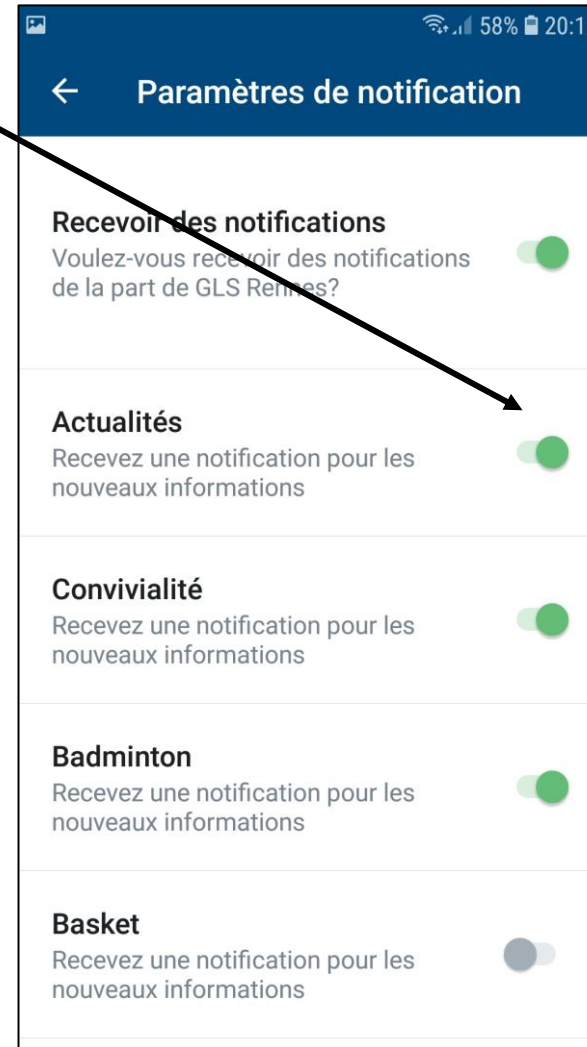 58% 20:1
Paramètres de notification
Recevoir des notifications
Voulez-vous recevoir des notifications
de la part de GLS Rennes?
Actualités
Recevez une notification pour les
nouveaux informations
Convivialité
Recevez une notification pour les
nouveaux informations
Badminton
Recevez une notification pour les
nouveaux informations
Basket
Recevez une notification pour les
nouveaux informations